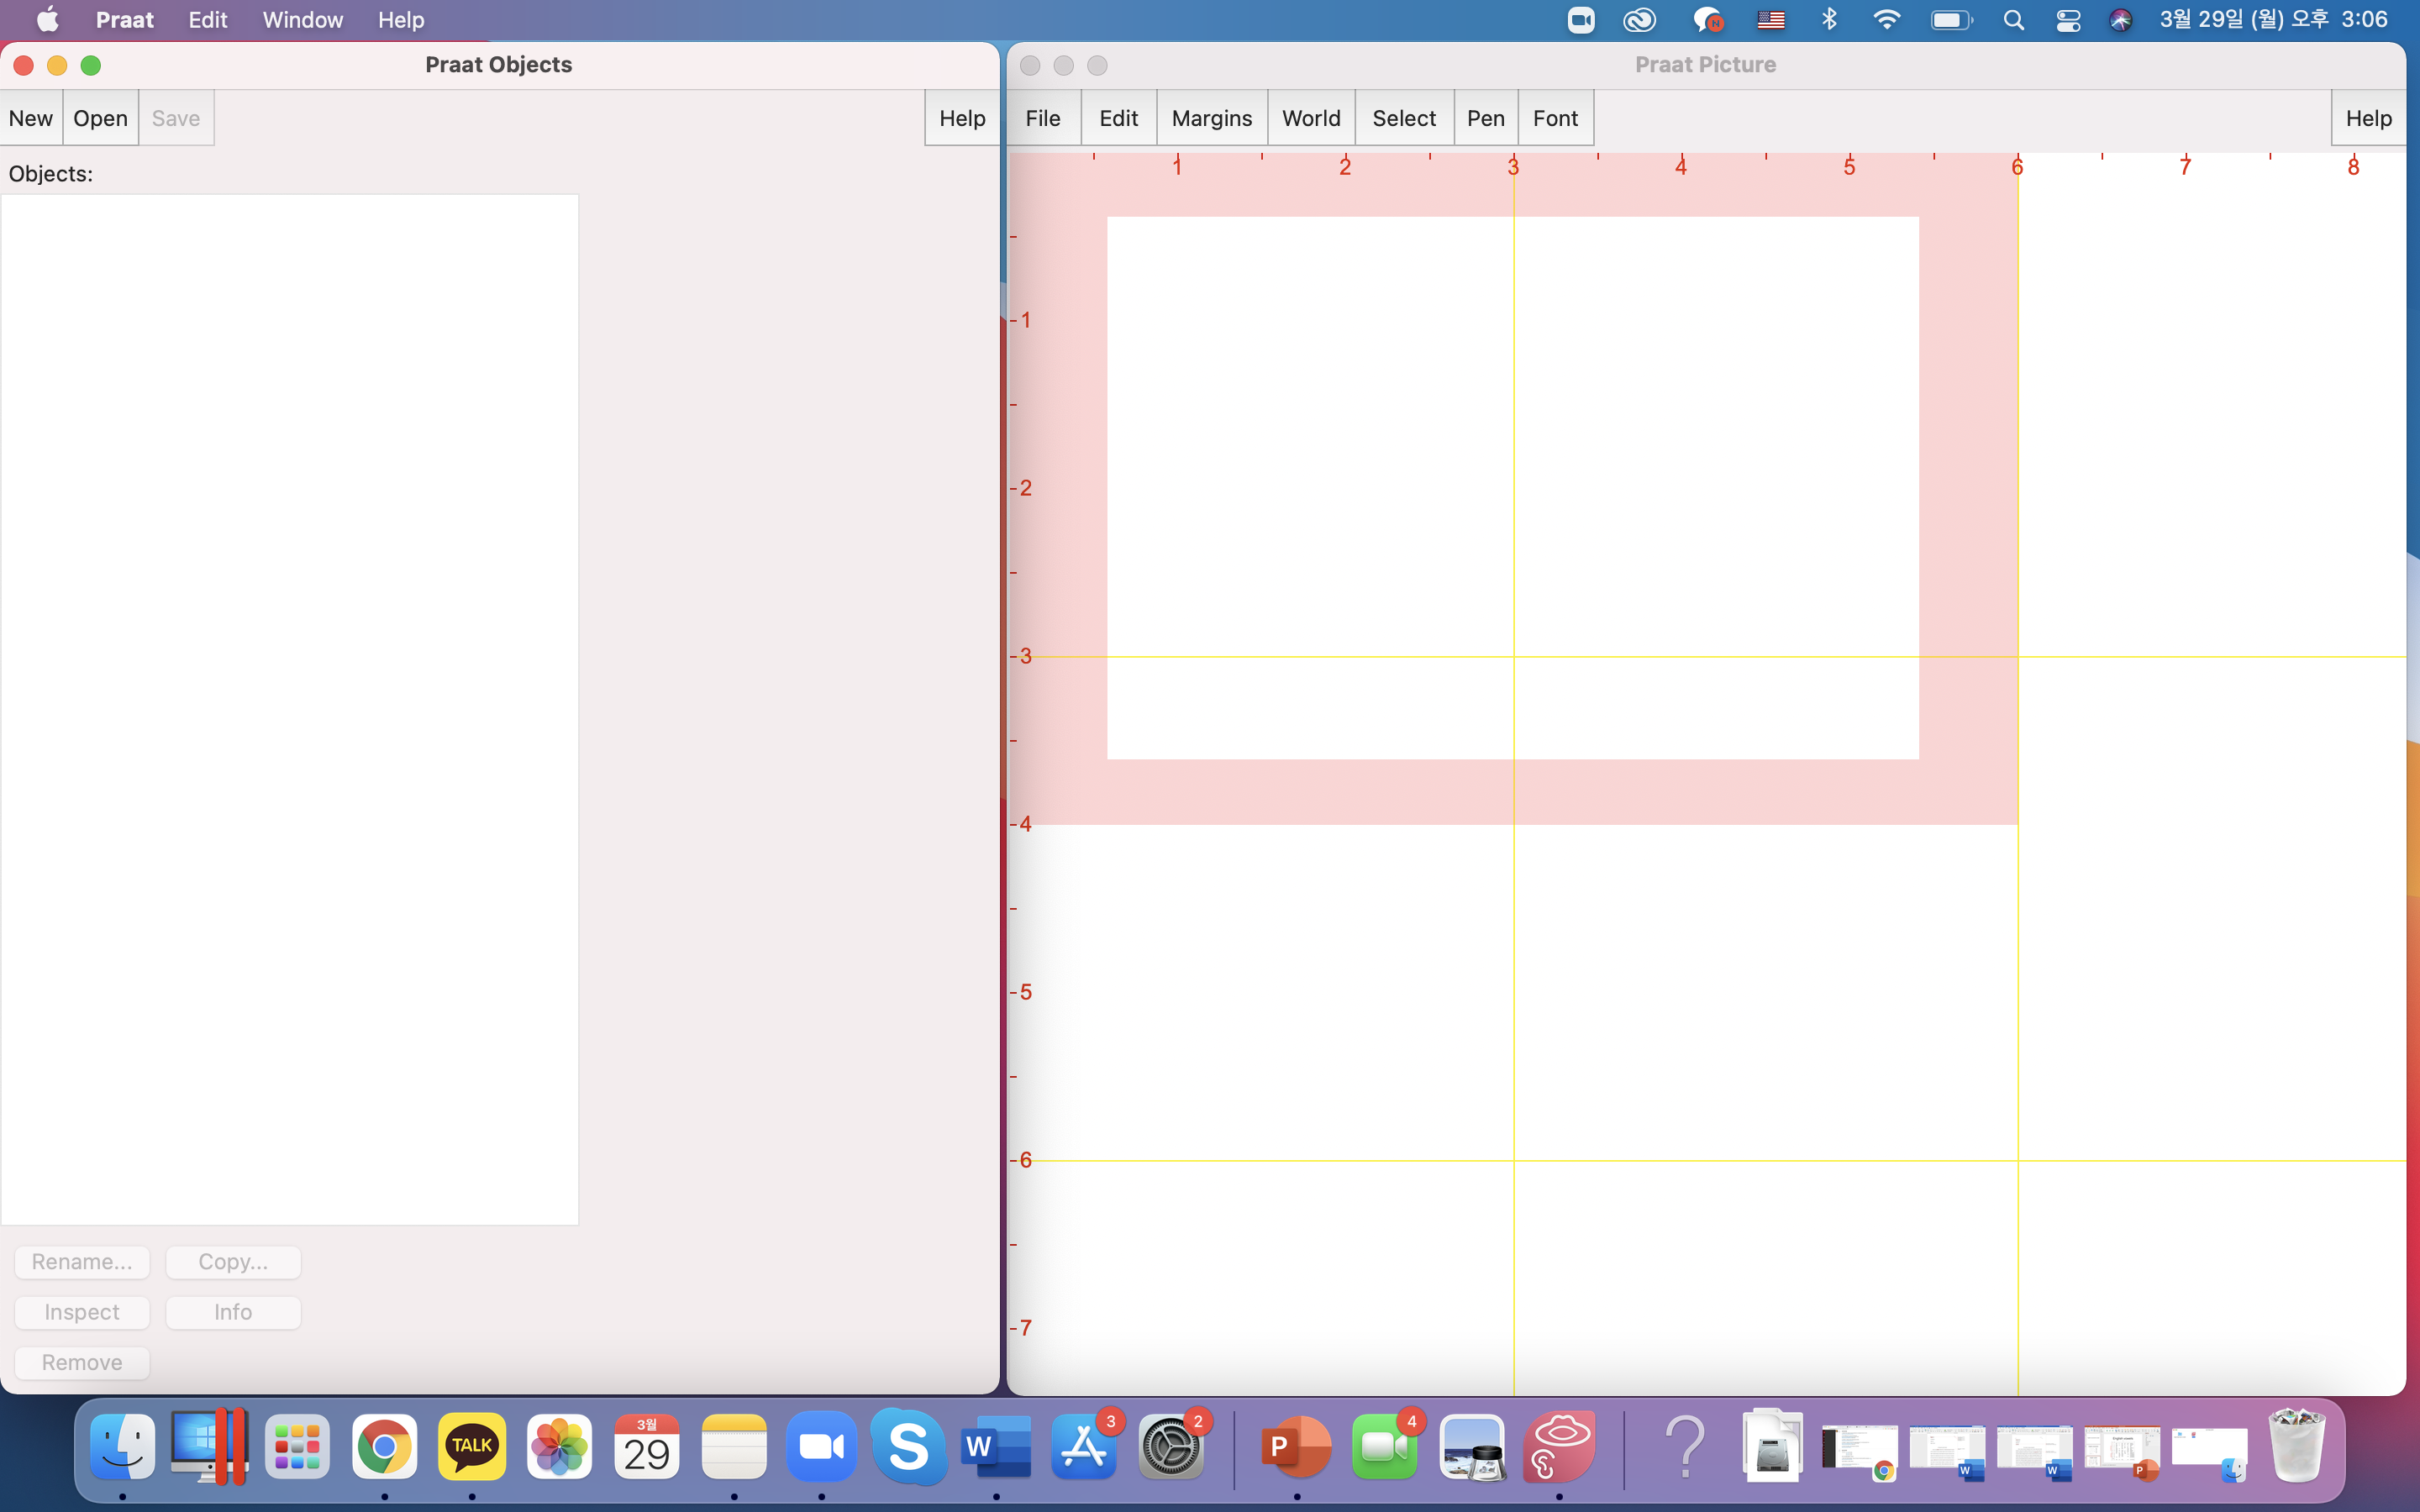 Praat Edit Window Help 3월 29일 (월) 오후 3:06
Praat Objects
New Open Save Help
Objects:
Rename... Copy...
Inspect Info
Remove
Praat Picture
File Edit Margins World Select Pen Font Help
1 2 3 4 5 6 7 8
1
2
3
4
5
6
7
TALK 3월 29 S W 3 2 P 4 ? W W P